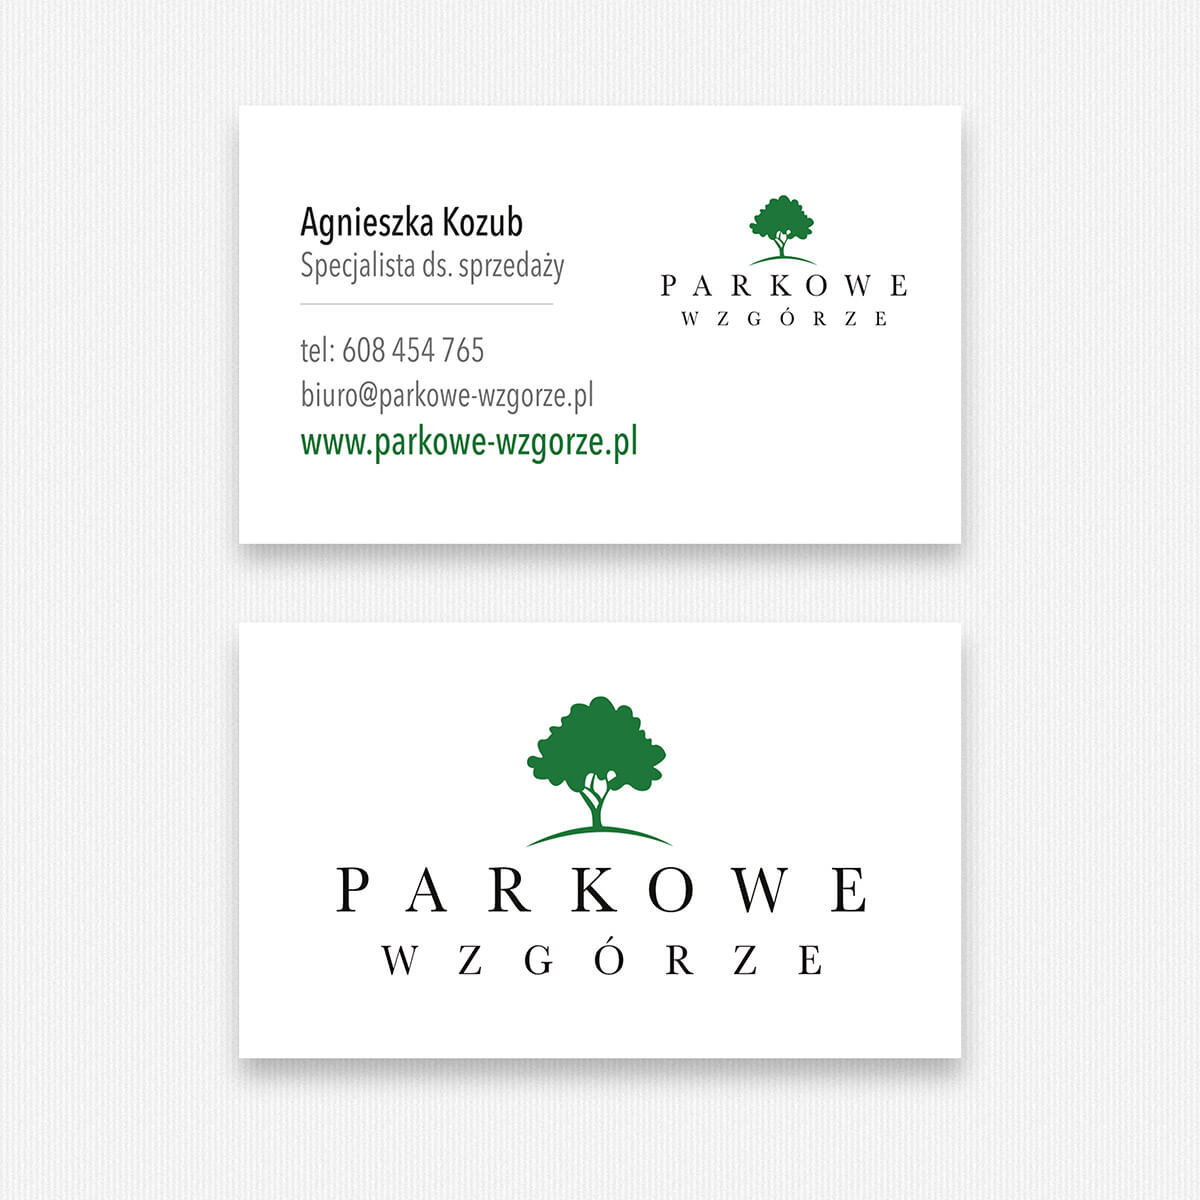 Agnieszka Kozub
Specjalista ds. sprzedaży
tel: 608 454 765
biuro@parkowe-wzgorze.pl
www.parkowe-wzgorze.pl
PARKOWE
WZGÓRZE
PARKOWE
WZGÓRZE